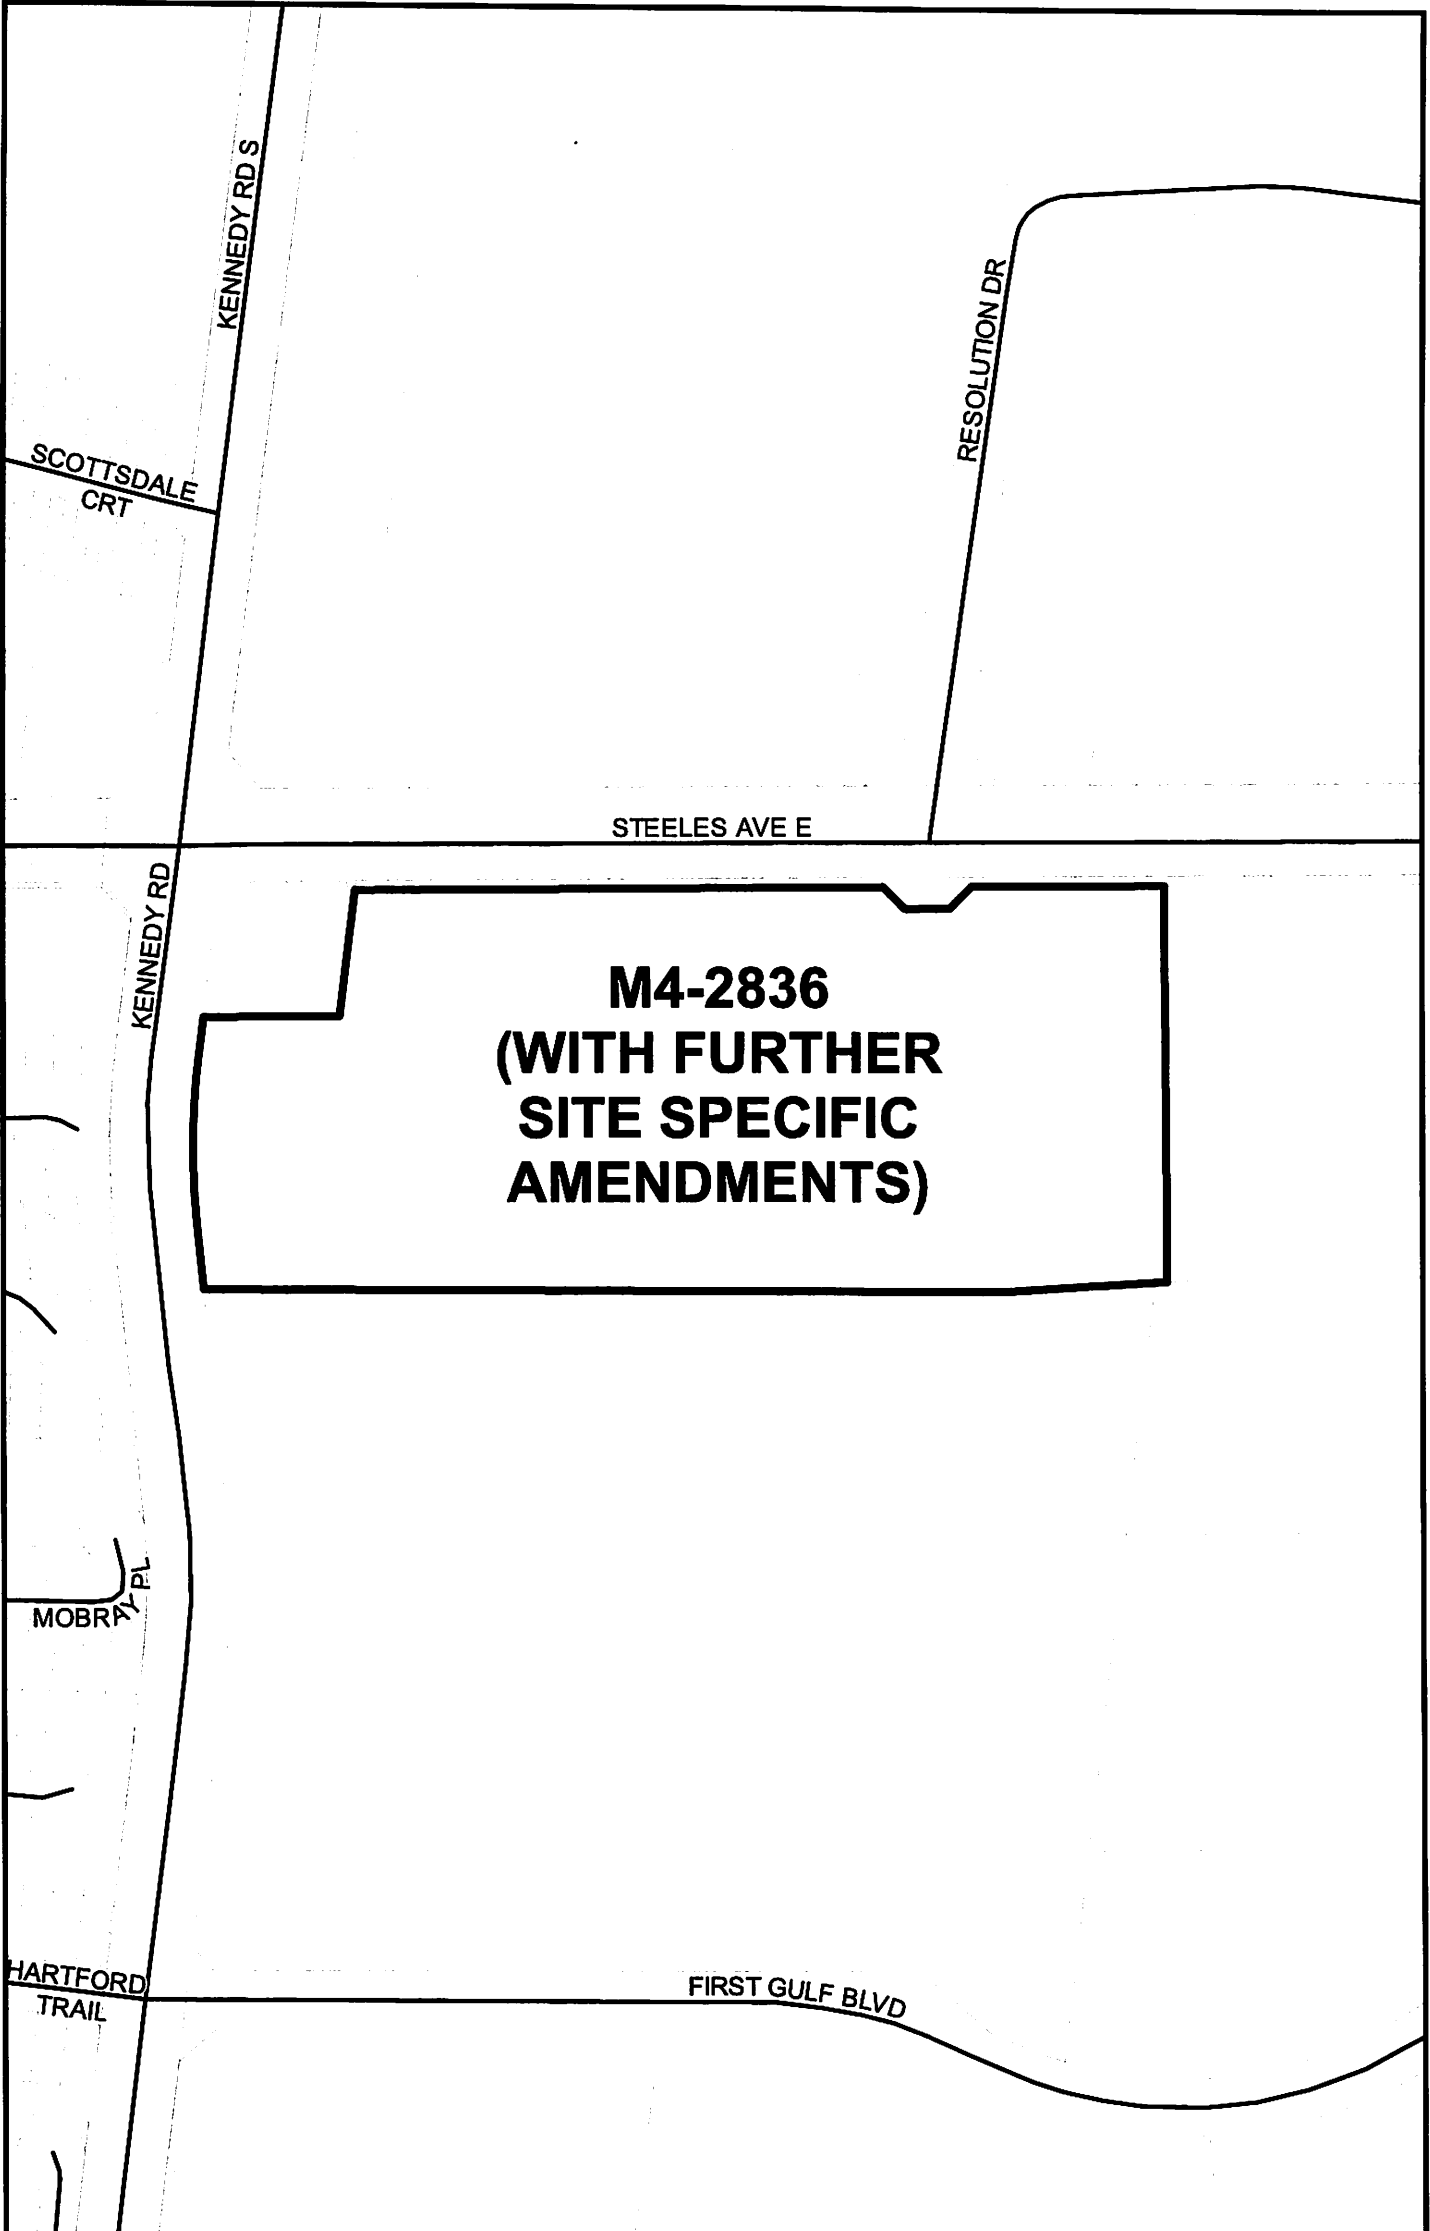 KENNEDY RD S
RESOLUTION DR
SCOTTSDALE
CRT
STEELES AVE E
KENNEDY RD
M4-2836
(WITH FURTHER
SITE SPECIFIC
AMENDMENTS)
MOBRAY PL
HARTFORD
TRAIL
FIRST GULF BLVD